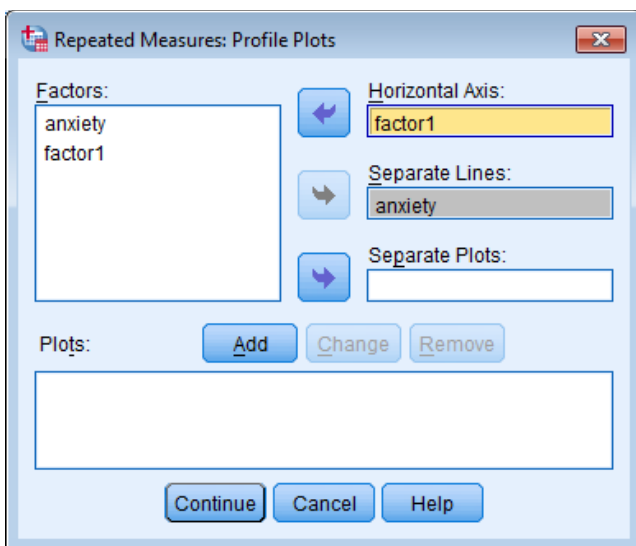 Repeated Measures: Profile Plots
Factors:
anxiety
factor1
Horizontal Axis:
factor1
Separate Lines:
anxiety
Separate Plots:
Plots:
Add Change Remove
Continue Cancel Help